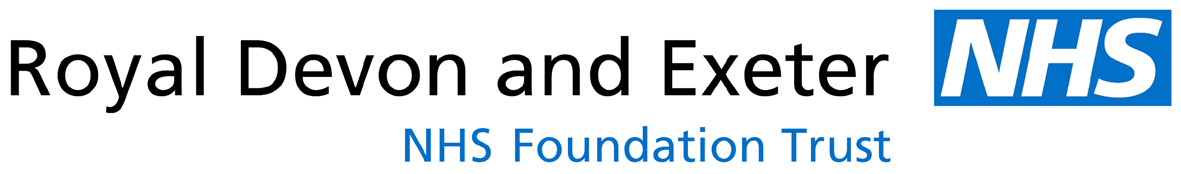 Royal Devon and Exeter NHS
NHS Foundation Trust